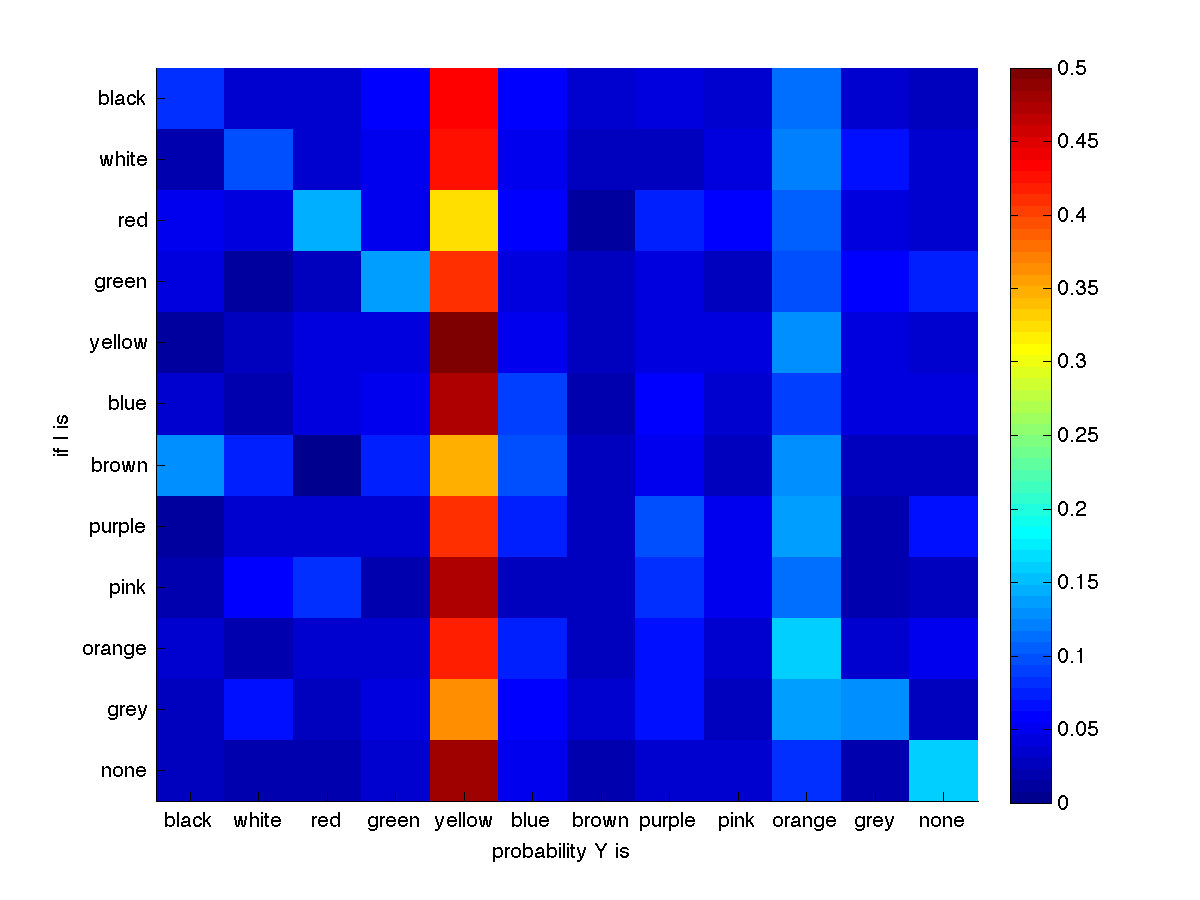 black
white
red
green
yellow
blue
brown
purple
pink
orange
grey
none
if I is
black white red green yellow blue brown purple pink orange grey none
probability Y is
0.5
0.45
0.4
0.35
0.3
0.25
0.2
0.15
0.1
0.05
0